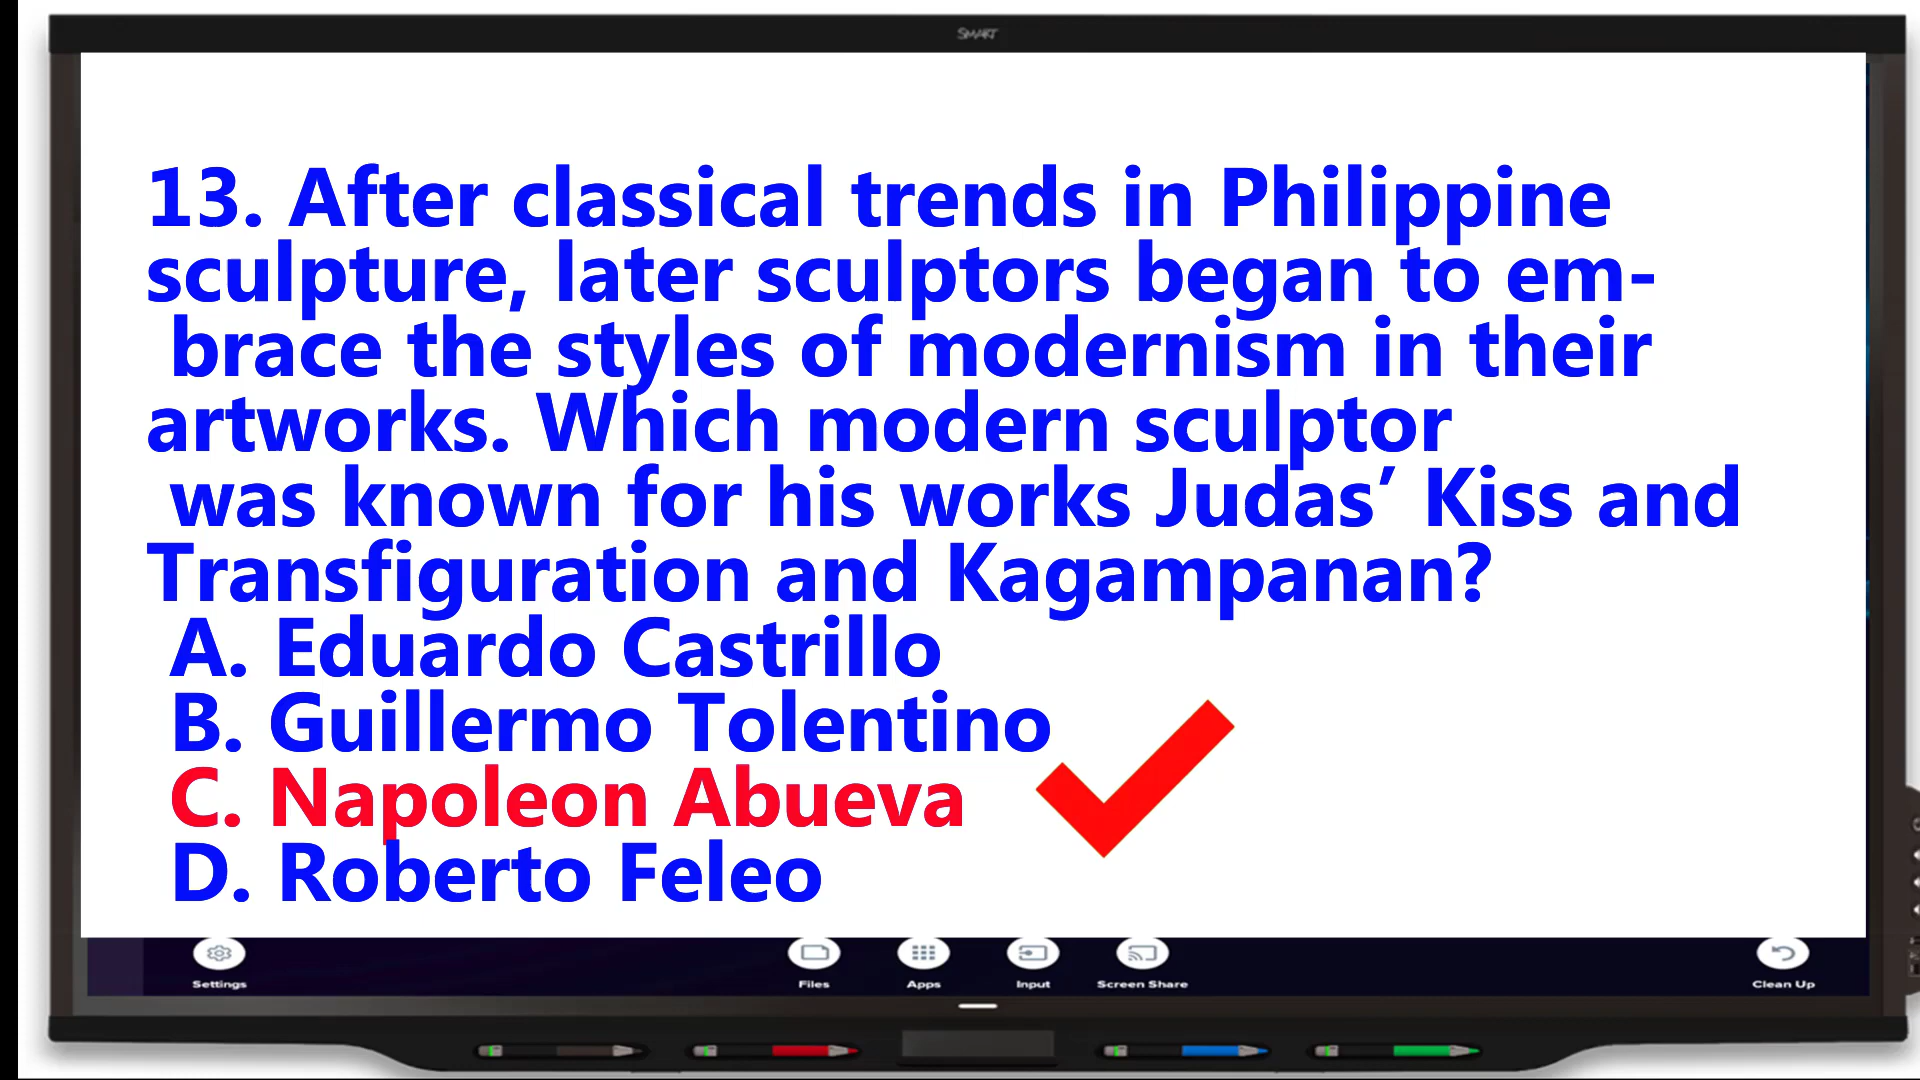 SMART
13. After classical trends in Philippine
sculpture, later sculptors began to em-
brace the styles of modernism in their
artworks. Which modern sculptor
was known for his works Judas’ Kiss and
Transfiguration and Kagampanan?
A. Eduardo Castrillo
B. Guillermo Tolentino
C. Napoleon Abueva
D. Roberto Feleo
Settings
Files
Apps
Input
Screen Share
Clean Up